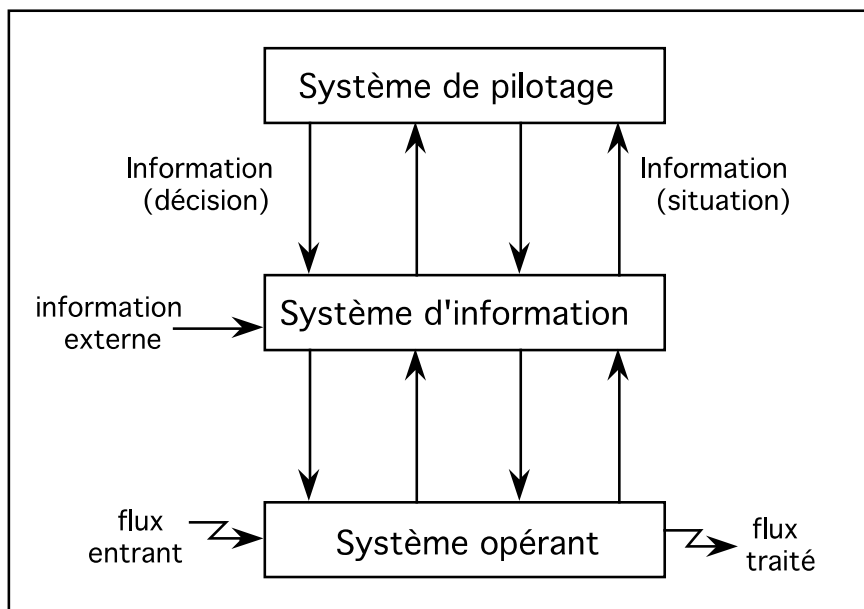 Système de pilotage
Information
(décision)
Information
(situation)
information
externe
Système d'information
flux
entrant
Système opérant
flux
traité